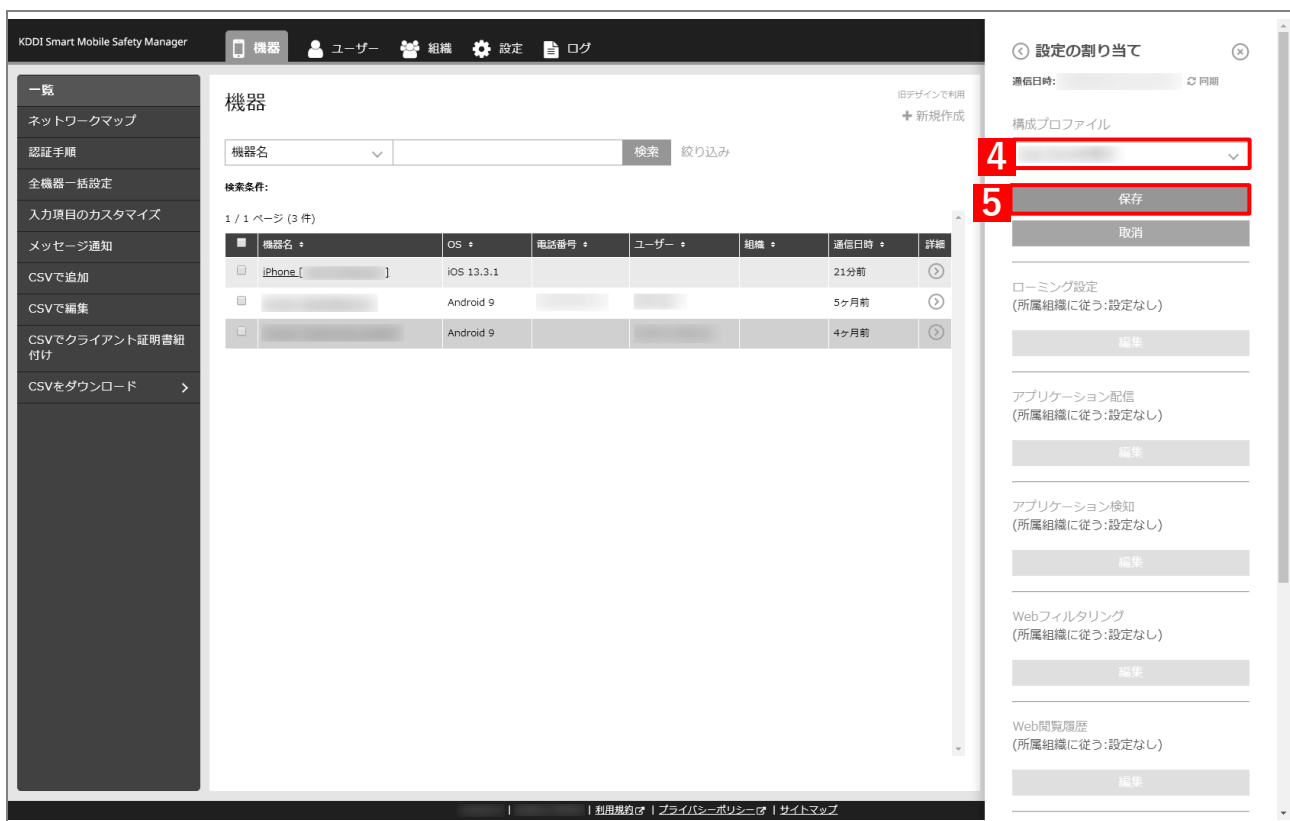 KDDI Smart Mobile Safety Manager
機器
ユーザー
組織
設定
ログ
一覧
ネットワークマップ
認証手順
全機器一括設定
入力項目のカスタマイズ
メッセージ通知
CSVで追加
CSVで編集
CSVでクライアント証明書紐
付け
CSVをダウンロード
機器
旧デザインで利用
+ 新規作成
機器名
検索
絞り込み
検索条件:
1 / 1 ページ (3 件)
機器名 OS 電話番号 ユーザー 組織 通信日時 詳細
iPhone [ ] iOS 13.3.1 21分前
Android 9 5ヶ月前
Android 9 4ヶ月前
設定の割り当て
通信日時: 同期
構成プロファイル
4
5 保存
取消
ローミング設定
(所属組織に従う:設定なし)
編集
アプリケーション配信
(所属組織に従う:設定なし)
編集
アプリケーション検知
(所属組織に従う:設定なし)
編集
Webフィルタリング
(所属組織に従う:設定なし)
編集
Web閲覧履歴
(所属組織に従う:設定なし)
編集
| | 利用規約 | プライバシーポリシー | サイトマップ